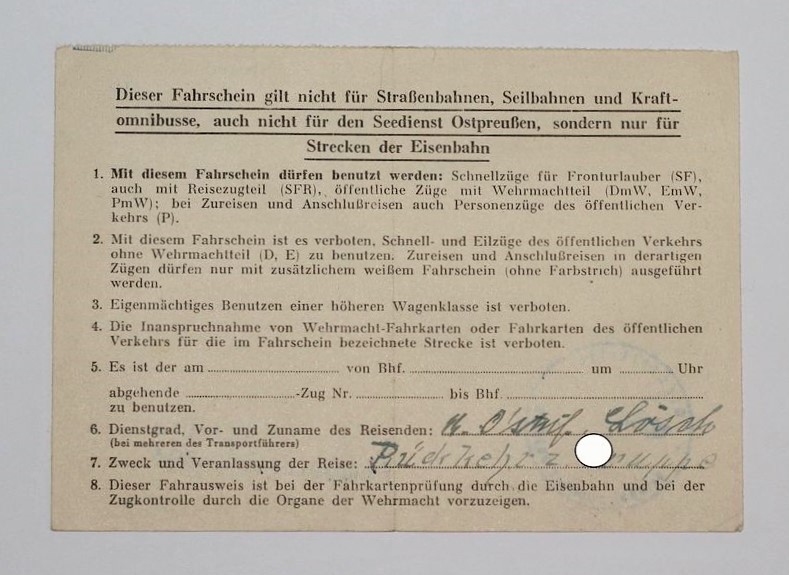 Dieser Fahrschein gilt nicht für Straßenbahnen, Seilbahnen und Kraft-
omnibusse, auch nicht für den Seedienst Ostpreußen, sondern nur für
Strecken der Eisenbahn
1. Mit diesem Fahrschein dürfen benutzt werden: Schnellzüge für Fronturlauber (SF),
auch mit Reisezugteil (SFR), öffentliche Züge mit Wehrmachtteil (DmW, EmW,
PmW); bei Zureisen und Anschlußreisen auch Personenzüge des öffentlichen Ver-
kehrs (P).
2. Mit diesem Fahrschein ist es verboten, Schnell- und Eilzüge des öffentlichen Verkehrs
ohne Wehrmachtteil (D, E) zu benutzen. Zureisen und Anschlußreisen in derartigen
Zügen dürfen nur mit zusätzlichem weißem Fahrschein (ohne Farbstrich) ausgeführt
werden.
3. Eigenmächtiges Benutzen einer höheren Wagenklasse ist verboten.
4. Die Inanspruchnahme von Wehrmacht-Fahrkarten oder Fahrkarten des öffentlichen
Verkehrs für die im Fahrschein bezeichnete Strecke ist verboten.
5. Es ist der am von Bhf. um Uhr
abgehende -Zug Nr. bis Bhf.
zu benutzen.
6. Dienstgrad, Vor- und Zuname des Reisenden: Lösch
(bei mehreren des Transportführers)
7. Zweck und Veranlassung der Reise: Rückkehr z.
8. Dieser Fahrausweis ist bei der Fahrkartenprüfung durch die Eisenbahn und bei der
Zugkontrolle durch die Organe der Wehrmacht vorzuzeigen.